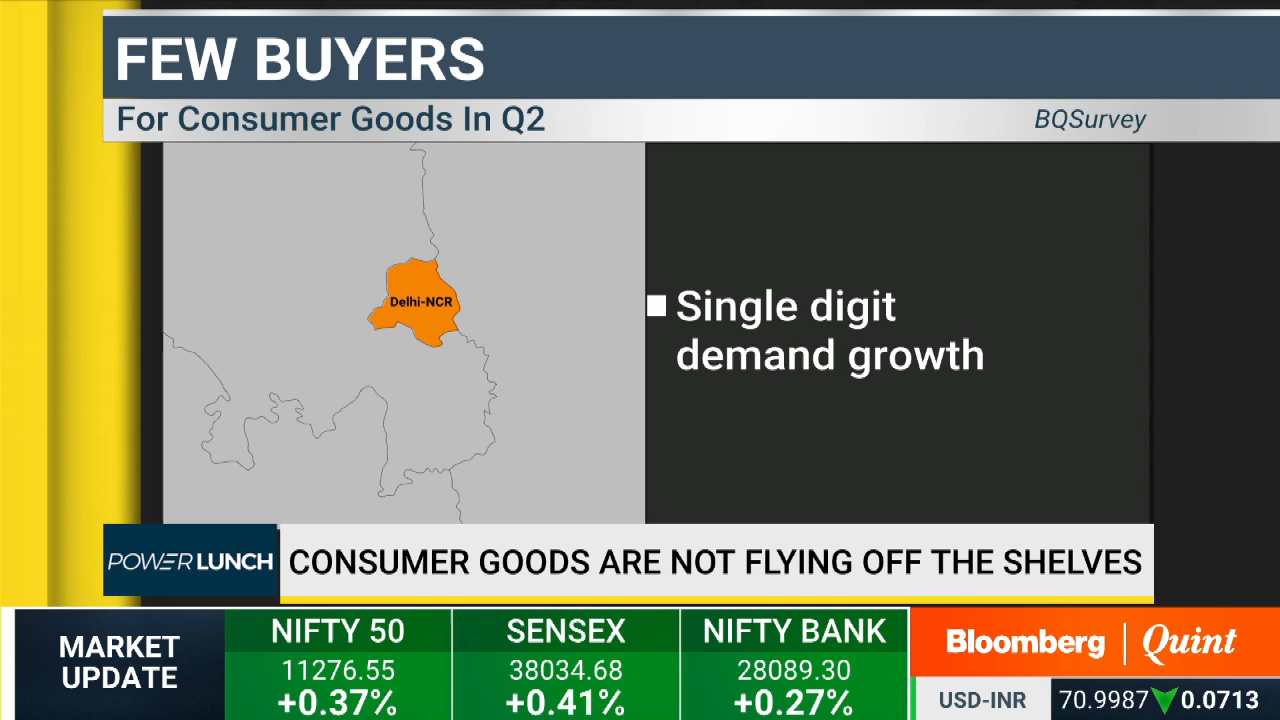 FEW BUYERS
For Consumer Goods In Q2
BQSurvey
Delhi-NCR
Single digit
demand growth
POWER LUNCH
CONSUMER GOODS ARE NOT FLYING OFF THE SHELVES
MARKET
UPDATE
NIFTY 50
11276.55
+0.37%
SENSEX
38034.68
+0.41%
NIFTY BANK
28089.30
+0.27%
Bloomberg | Quint
USD-INR
70.9987 0.0713